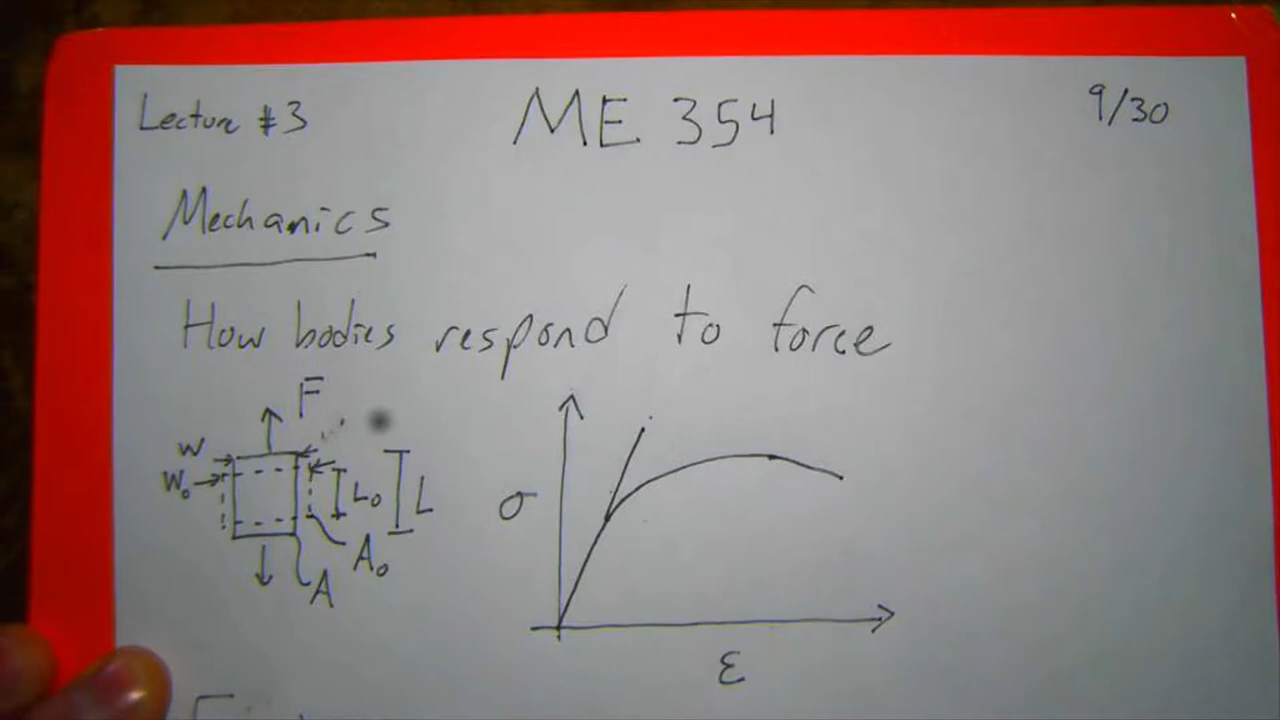 Lecture #3
ME 354
9/30
Mechanics
How bodies respond to force
F
w
W₀
L₀
L
A₀
A
σ
ε